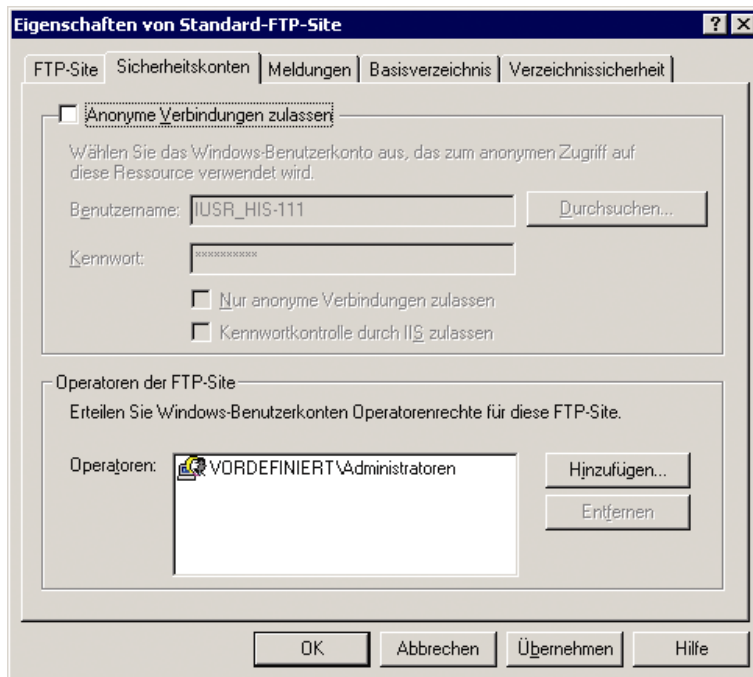 Eigenschaften von Standard-FTP-Site
FTP-Site Sicherheitskonten Meldungen Basisverzeichnis Verzeichnissicherheit
Anonyme Verbindungen zulassen
Wählen Sie das Windows-Benutzerkonto aus, das zum anonymen Zugriff auf
diese Ressource verwendet wird.
Benutzername: IUSR_HIS-111 Durchsuchen...
Kennwort: **********
Nur anonyme Verbindungen zulassen
Kennwortkontrolle durch IIS zulassen
Operatoren der FTP-Site
Erteilen Sie Windows-Benutzerkonten Operatorenrechte für diese FTP-Site.
Operatoren: VORDEFINIERT\Administratoren Hinzufügen...
Entfernen
OK Abbrechen Übernehmen Hilfe